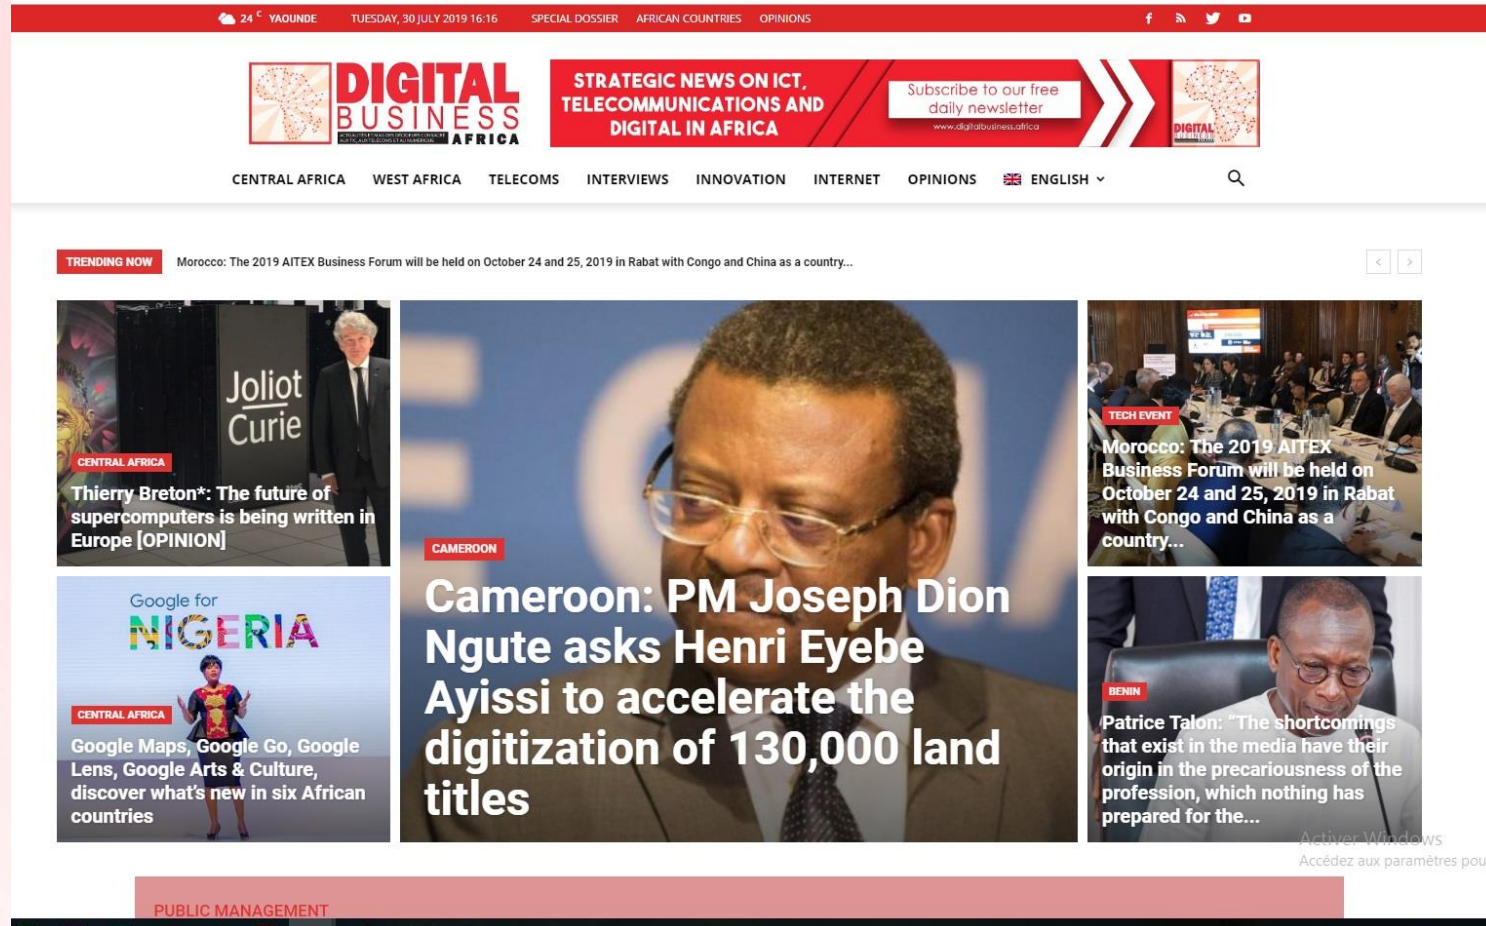 24 C YAOUNDE TUESDAY, 30 JULY 2019 16:16 SPECIAL DOSSIER AFRICAN COUNTRIES OPINIONS
DIGITAL
BUSINESS
AFRICA
STRATEGIC NEWS ON ICT,
TELECOMMUNICATIONS AND
DIGITAL IN AFRICA
Subscribe to our free
daily newsletter
www.digitalbusiness.africa
DIGITAL
BUSINESS
CENTRAL AFRICA WEST AFRICA TELECOMS INTERVIEWS INNOVATION INTERNET OPINIONS ENGLISH
TRENDING NOW Morocco: The 2019 AITEX Business Forum will be held on October 24 and 25, 2019 in Rabat with Congo and China as a country...
Joliot
Curie
CENTRAL AFRICA
Thierry Breton*: The future of
supercomputers is being written in
Europe [OPINION]
Google for
NIGERIA
CENTRAL AFRICA
Google Maps, Google Go, Google
Lens, Google Arts & Culture,
discover what's new in six African
countries
CAMEROON
Cameroon: PM Joseph Dion
Ngute asks Henri Eyebe
Ayissi to accelerate the
digitization of 130,000 land
titles
TECH EVENT
Morocco: The 2019 AITEX
Business Forum will be held on
October 24 and 25, 2019 in Rabat
with Congo and China as a
country...
BENIN
Patrice Talon: "The shortcomings
that exist in the media have their
origin in the precariousness of the
profession, which nothing has
prepared for the...
Activer Windows
Accédez aux paramètres pou
PUBLIC MANAGEMENT